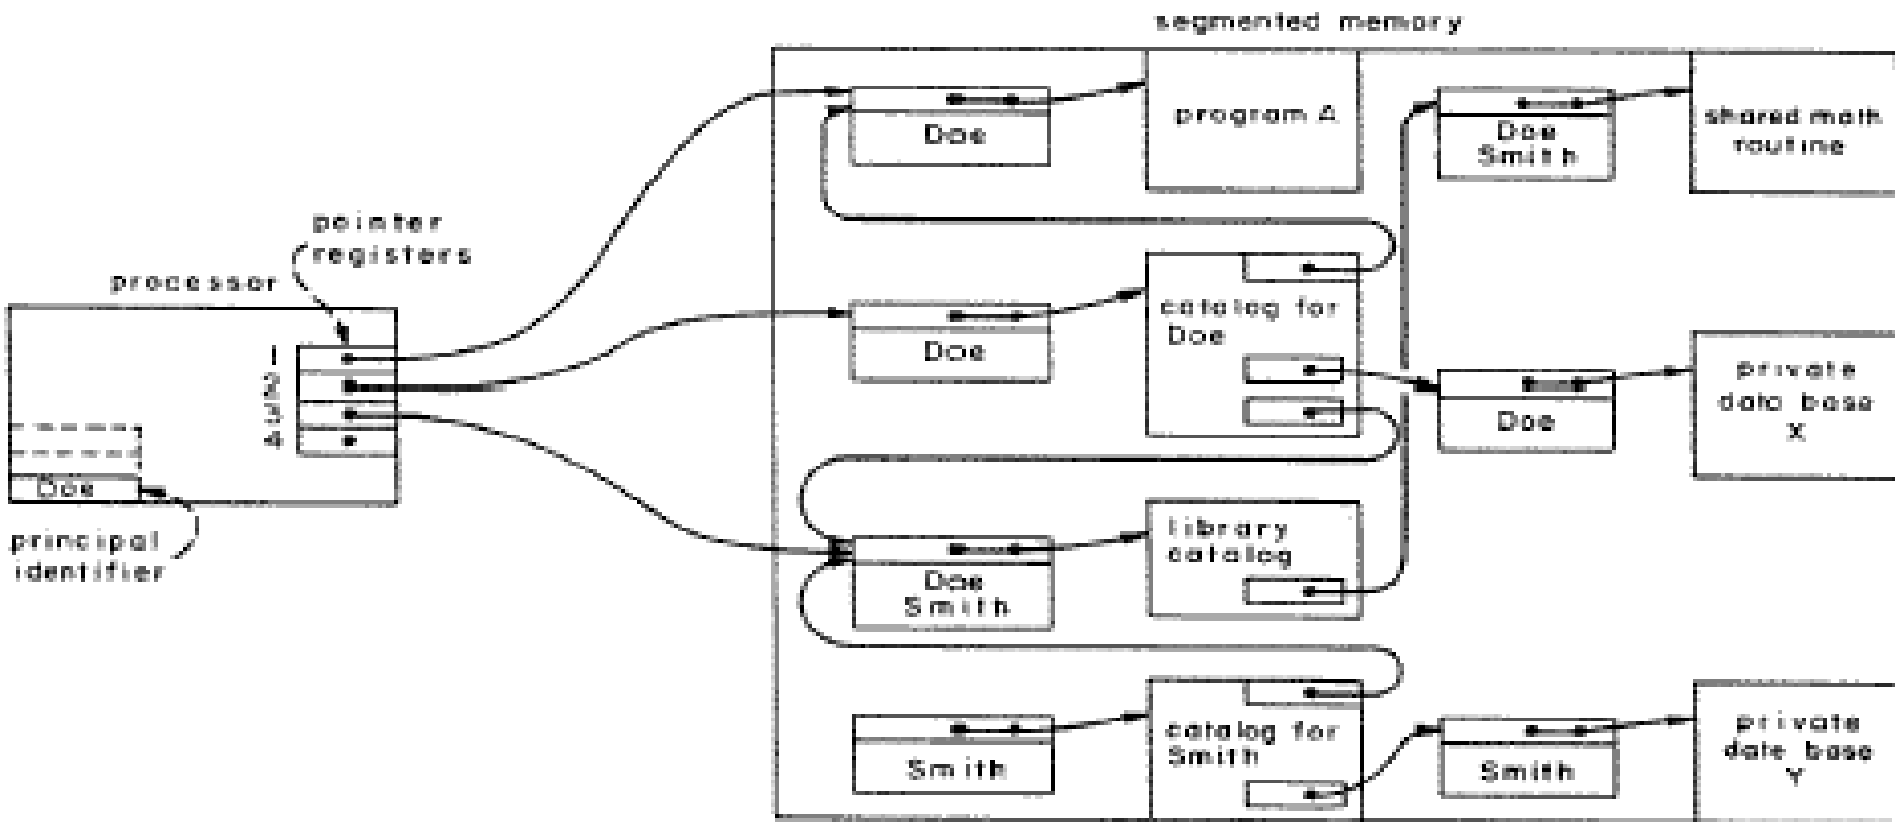 segmented memory
Doe
program A
Doe
Smith
shared math
routine
pointer
registers
processor
1
2
3
4
Doe
principal
identifier
Doe
catalog for
Doe
Doe
private
data base
X
Doe
Smith
library
catalog
Smith
catalog for
Smith
Smith
private
date base
Y